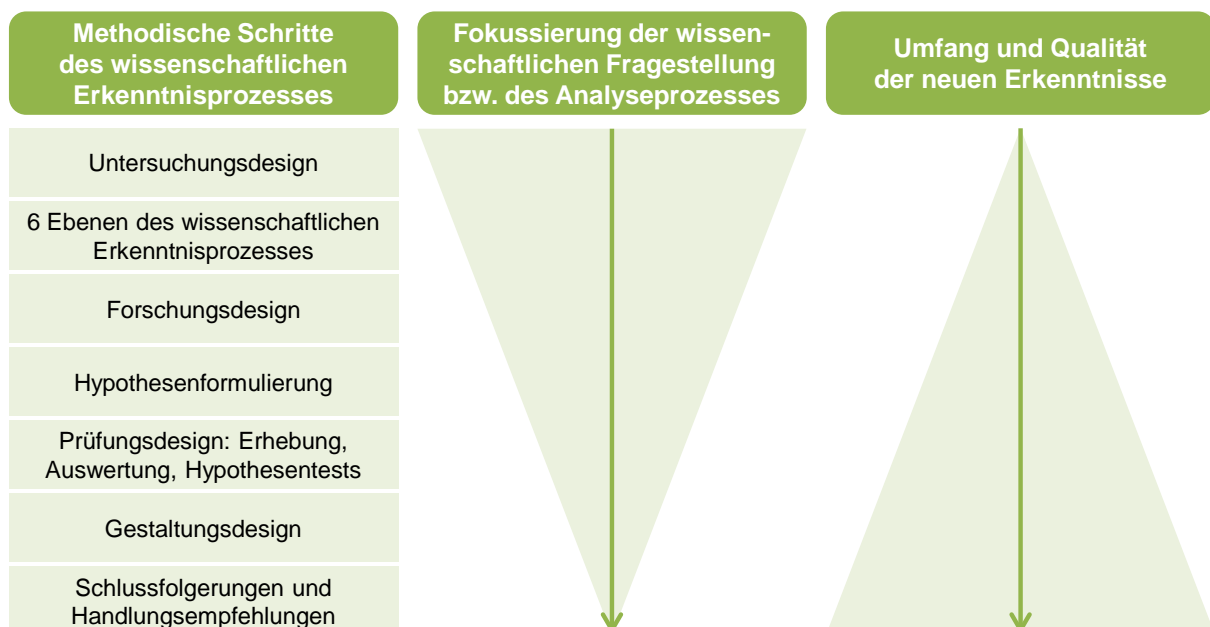 Methodische Schritte
des wissenschaftlichen
Erkenntnisprozesses
Fokussierung der wissen-
schaftlichen Fragestellung
bzw. des Analyseprozesses
Umfang und Qualität
der neuen Erkenntnisse
Untersuchungsdesign
6 Ebenen des wissenschaftlichen
Erkenntnisprozesses
Forschungsdesign
Hypothesenformulierung
Prüfungsdesign: Erhebung,
Auswertung, Hypothesentests
Gestaltungsdesign
Schlussfolgerungen und
Handlungsempfehlungen